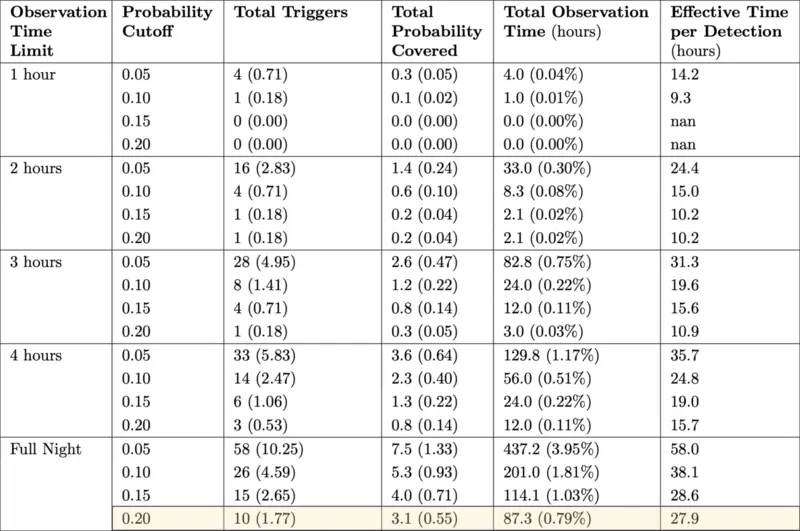 Observation Time Limit | Probability Cutoff | Total Triggers | Total Probability Covered | Total Observation Time (hours) | Effective Time per Detection (hours)
1 hour | 0.05 | 4 (0.71) | 0.3 (0.05) | 4.0 (0.04%) | 14.2
0.10 | 1 (0.18) | 0.1 (0.02) | 1.0 (0.01%) | 9.3
0.15 | 0 (0.00) | 0.0 (0.00) | 0.0 (0.00%) | nan
0.20 | 0 (0.00) | 0.0 (0.00) | 0.0 (0.00%) | nan
2 hours | 0.05 | 16 (2.83) | 1.4 (0.24) | 33.0 (0.30%) | 24.4
0.10 | 4 (0.71) | 0.6 (0.10) | 8.3 (0.08%) | 15.0
0.15 | 1 (0.18) | 0.2 (0.04) | 2.1 (0.02%) | 10.2
0.20 | 1 (0.18) | 0.2 (0.04) | 2.1 (0.02%) | 10.2
3 hours | 0.05 | 28 (4.95) | 2.6 (0.47) | 82.8 (0.75%) | 31.3
0.10 | 8 (1.41) | 1.2 (0.22) | 24.0 (0.22%) | 19.6
0.15 | 4 (0.71) | 0.8 (0.14) | 12.0 (0.11%) | 15.6
0.20 | 1 (0.18) | 0.3 (0.05) | 3.0 (0.03%) | 10.9
4 hours | 0.05 | 33 (5.83) | 3.6 (0.64) | 129.8 (1.17%) | 35.7
0.10 | 14 (2.47) | 2.3 (0.40) | 56.0 (0.51%) | 24.8
0.15 | 6 (1.06) | 1.3 (0.22) | 24.0 (0.22%) | 19.0
0.20 | 3 (0.53) | 0.8 (0.14) | 12.0 (0.11%) | 15.7
Full Night | 0.05 | 58 (10.25) | 7.5 (1.33) | 437.2 (3.95%) | 58.0
0.10 | 26 (4.59) | 5.3 (0.93) | 201.0 (1.81%) | 38.1
0.15 | 15 (2.65) | 4.0 (0.71) | 114.1 (1.03%) | 28.6
0.20 | 10 (1.77) | 3.1 (0.55) | 87.3 (0.79%) | 27.9